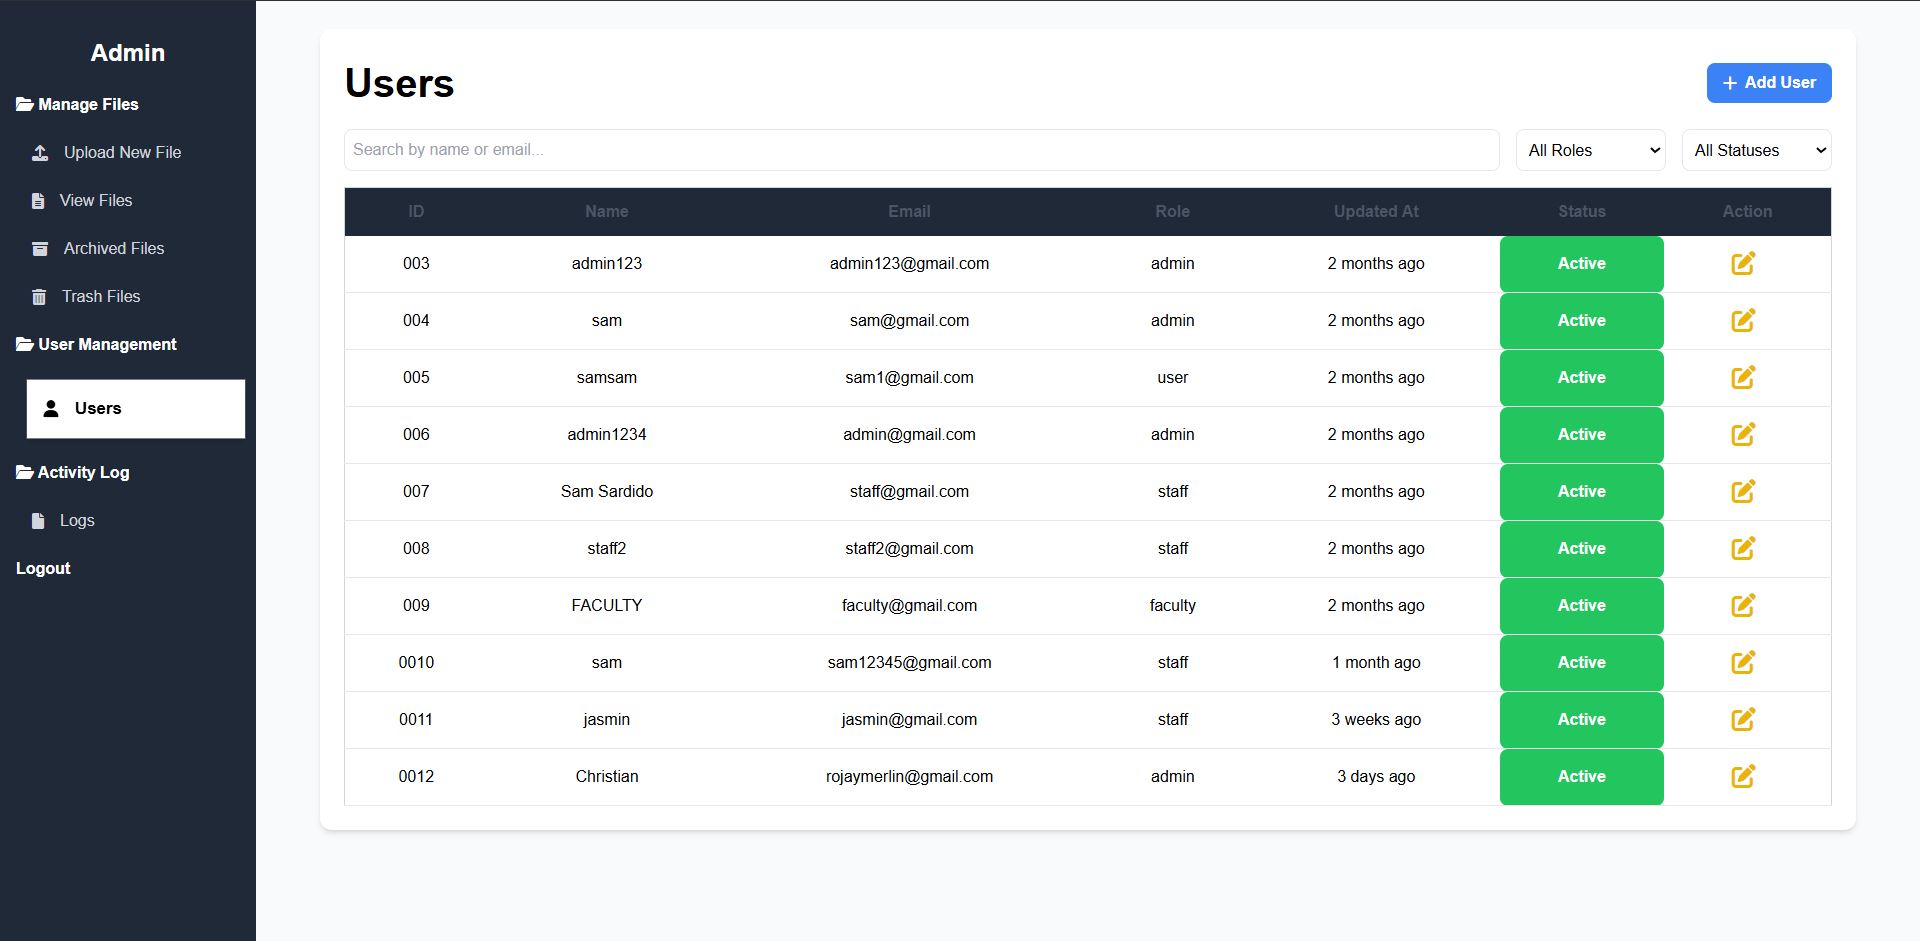 Admin
Manage Files
Upload New File
View Files
Archived Files
Trash Files
User Management
Users
Activity Log
Logs
Logout
Users
Add User
Search by name or email...
All Roles
All Statuses
ID Name Email Role Updated At Status Action
003 admin123 admin123@gmail.com admin 2 months ago Active
004 sam sam@gmail.com admin 2 months ago Active
005 samsam sam1@gmail.com user 2 months ago Active
006 admin1234 admin@gmail.com admin 2 months ago Active
007 Sam Sardido staff@gmail.com staff 2 months ago Active
008 staff2 staff2@gmail.com staff 2 months ago Active
009 FACULTY faculty@gmail.com faculty 2 months ago Active
0010 sam sam12345@gmail.com staff 1 month ago Active
0011 jasmin jasmin@gmail.com staff 3 weeks ago Active
0012 Christian rojaymerlin@gmail.com admin 3 days ago Active